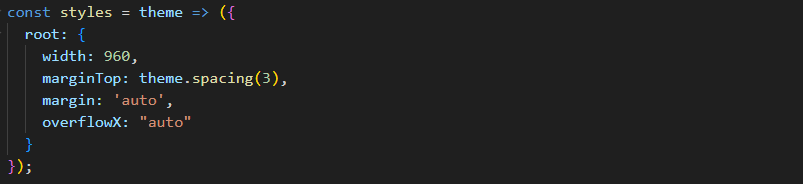 const styles = theme => ({
  root: {
    width: 960,
    marginTop: theme.spacing(3),
    margin: 'auto',
    overflowX: "auto"
  }
});